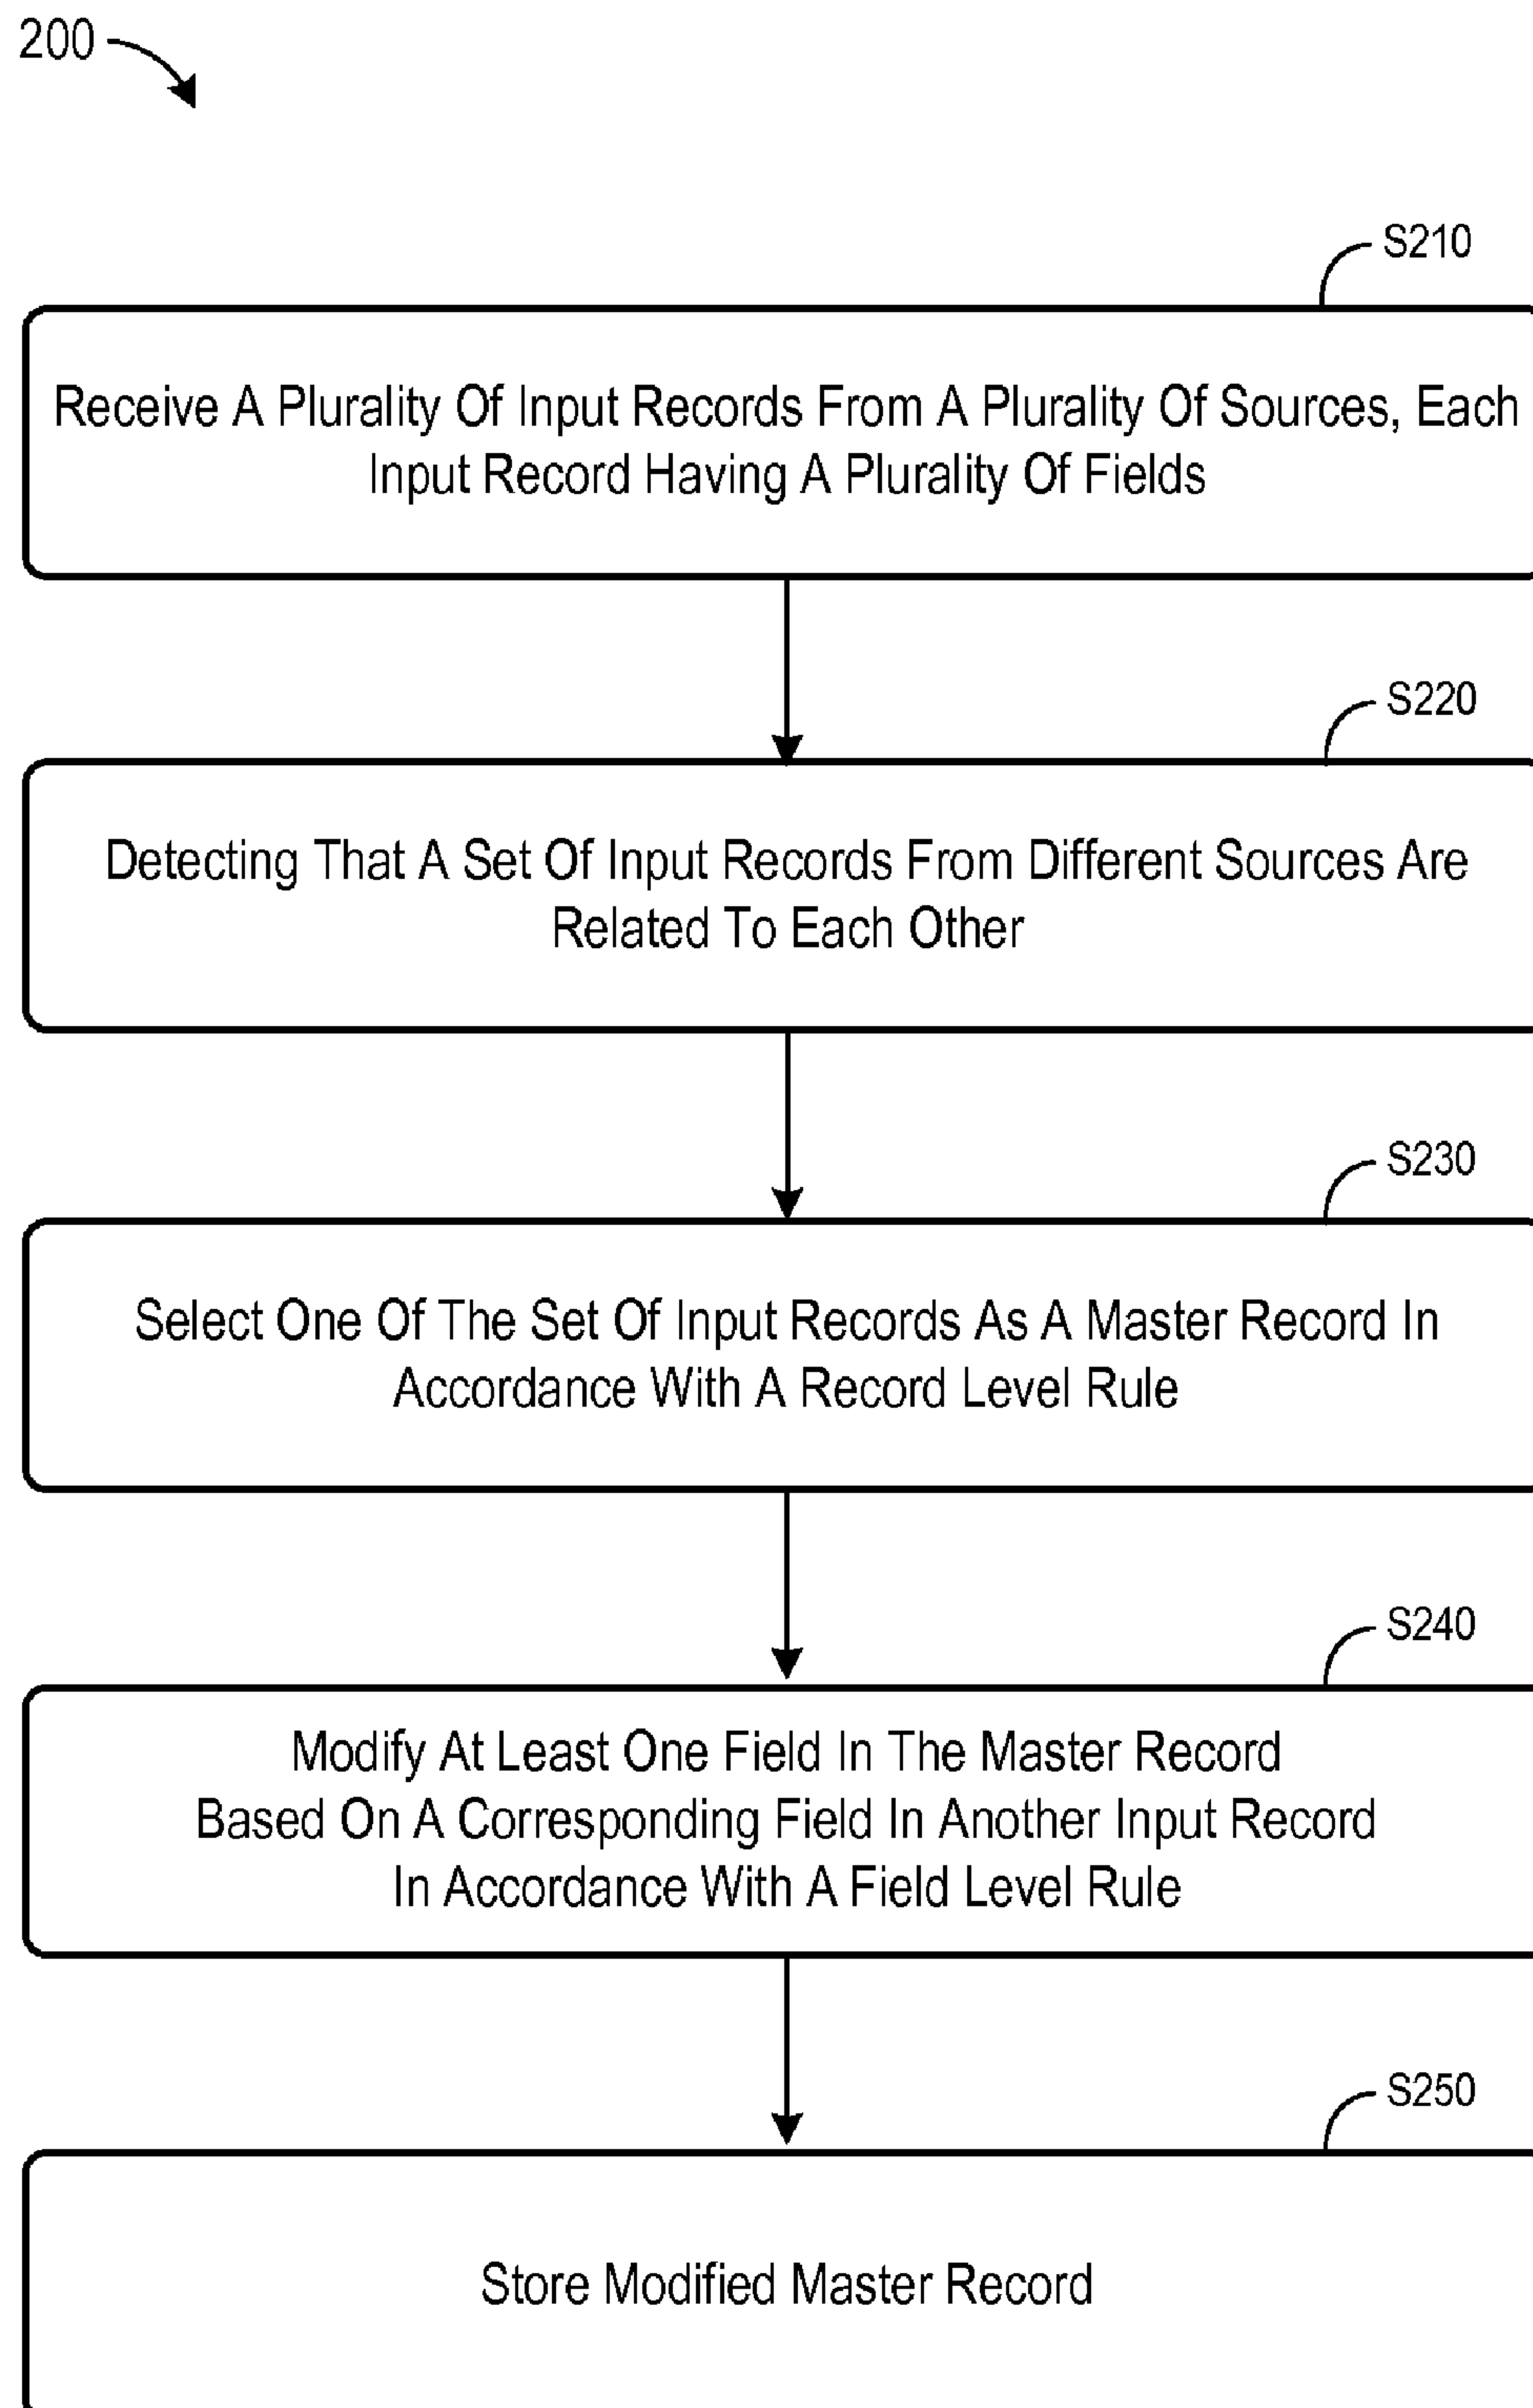 200
S210
Receive A Plurality Of Input Records From A Plurality Of Sources, Each
Input Record Having A Plurality Of Fields
S220
Detecting That A Set Of Input Records From Different Sources Are
Related To Each Other
S230
Select One Of The Set Of Input Records As A Master Record In
Accordance With A Record Level Rule
S240
Modify At Least One Field In The Master Record
Based On A Corresponding Field In Another Input Record
In Accordance With A Field Level Rule
S250
Store Modified Master Record